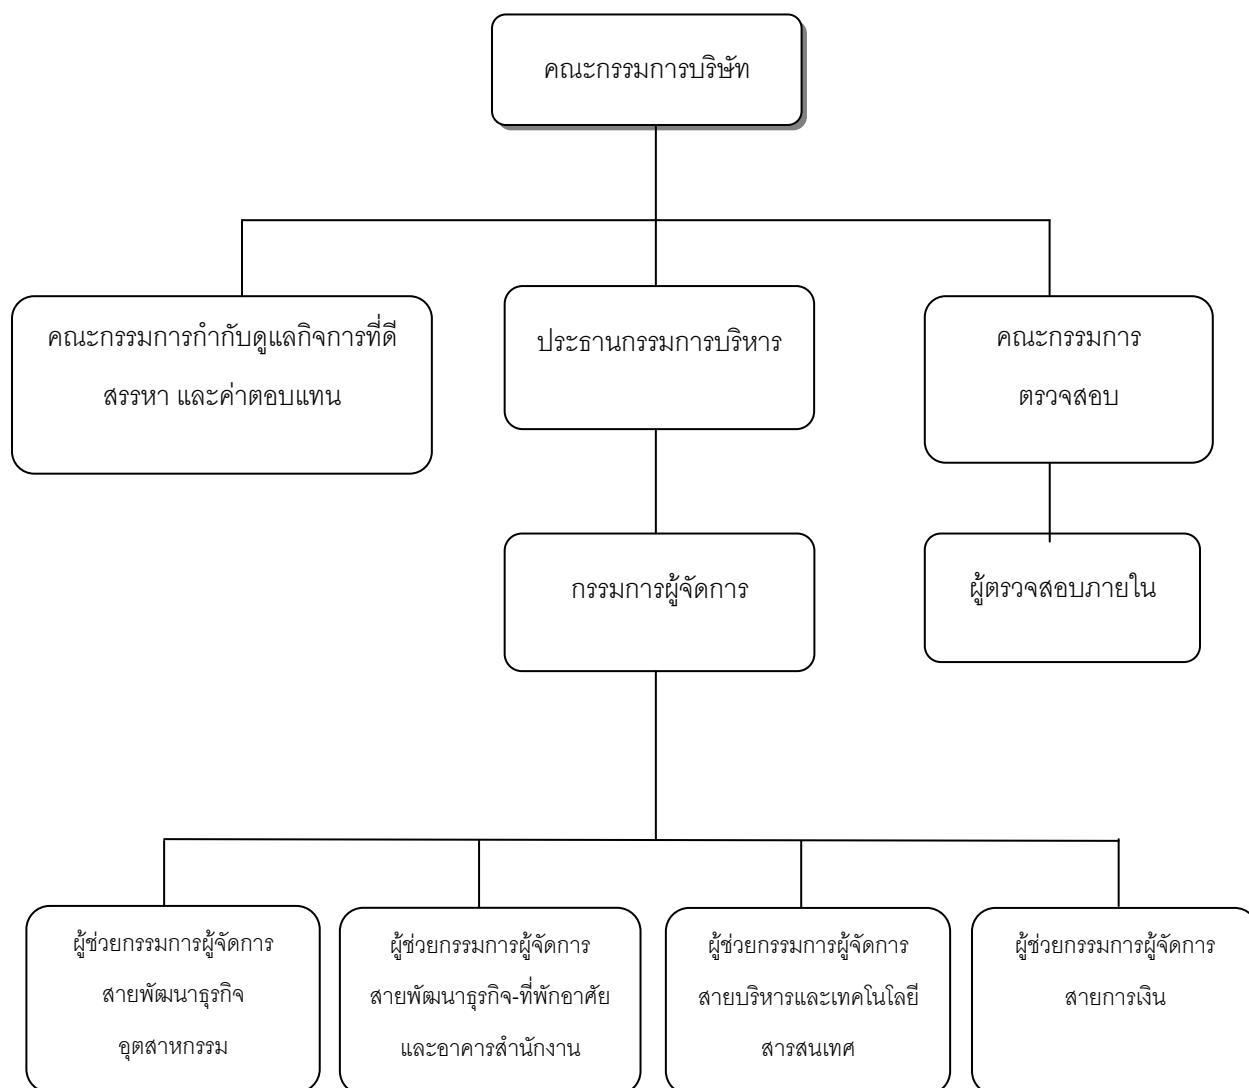 คณะกรรมการบริษัท
คณะกรรมการกำกับดูแลกิจการที่ดี
สรรหา และค่าตอบแทน
ประธานกรรมการบริหาร
คณะกรรมการ
ตรวจสอบ
กรรมการผู้จัดการ
ผู้ตรวจสอบภายใน
ผู้ช่วยกรรมการผู้จัดการ
สายพัฒนาธุรกิจ
อุตสาหกรรม
ผู้ช่วยกรรมการผู้จัดการ
สายพัฒนาธุรกิจ-ที่พักอาศัย
และอาคารสำนักงาน
ผู้ช่วยกรรมการผู้จัดการ
สายบริหารและเทคโนโลยี
สารสนเทศ
ผู้ช่วยกรรมการผู้จัดการ
สายการเงิน